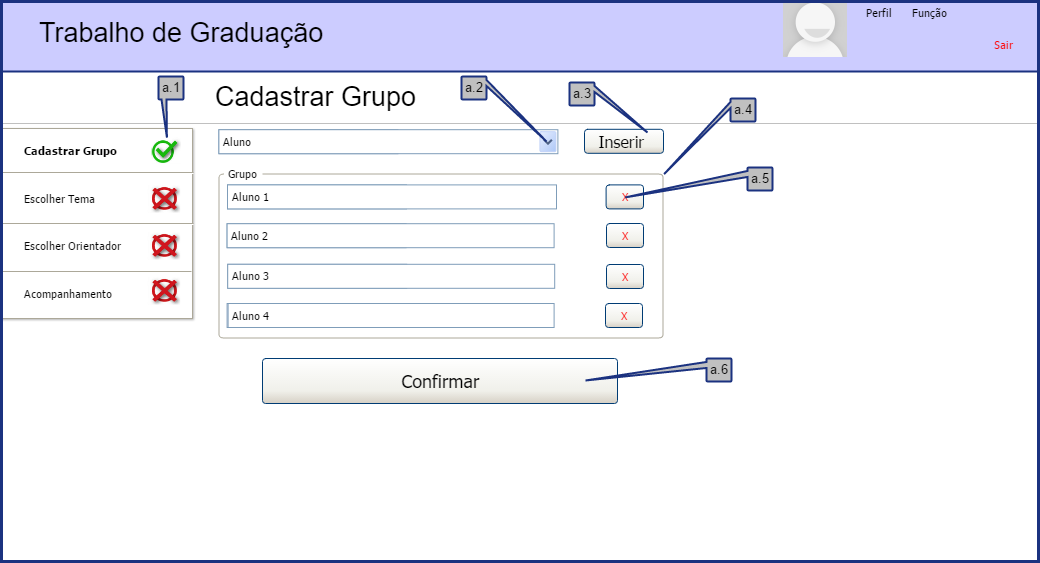 Trabalho de Graduação
Perfil Função
Sair
a.1
Cadastrar Grupo
a.2
a.3
a.4
Cadastrar Grupo
Aluno
Inserir
Grupo
a.5
Escolher Tema
Aluno 1 X
Escolher Orientador
Aluno 2 X
Acompanhamento
Aluno 3 X
Aluno 4 X
a.6
Confirmar